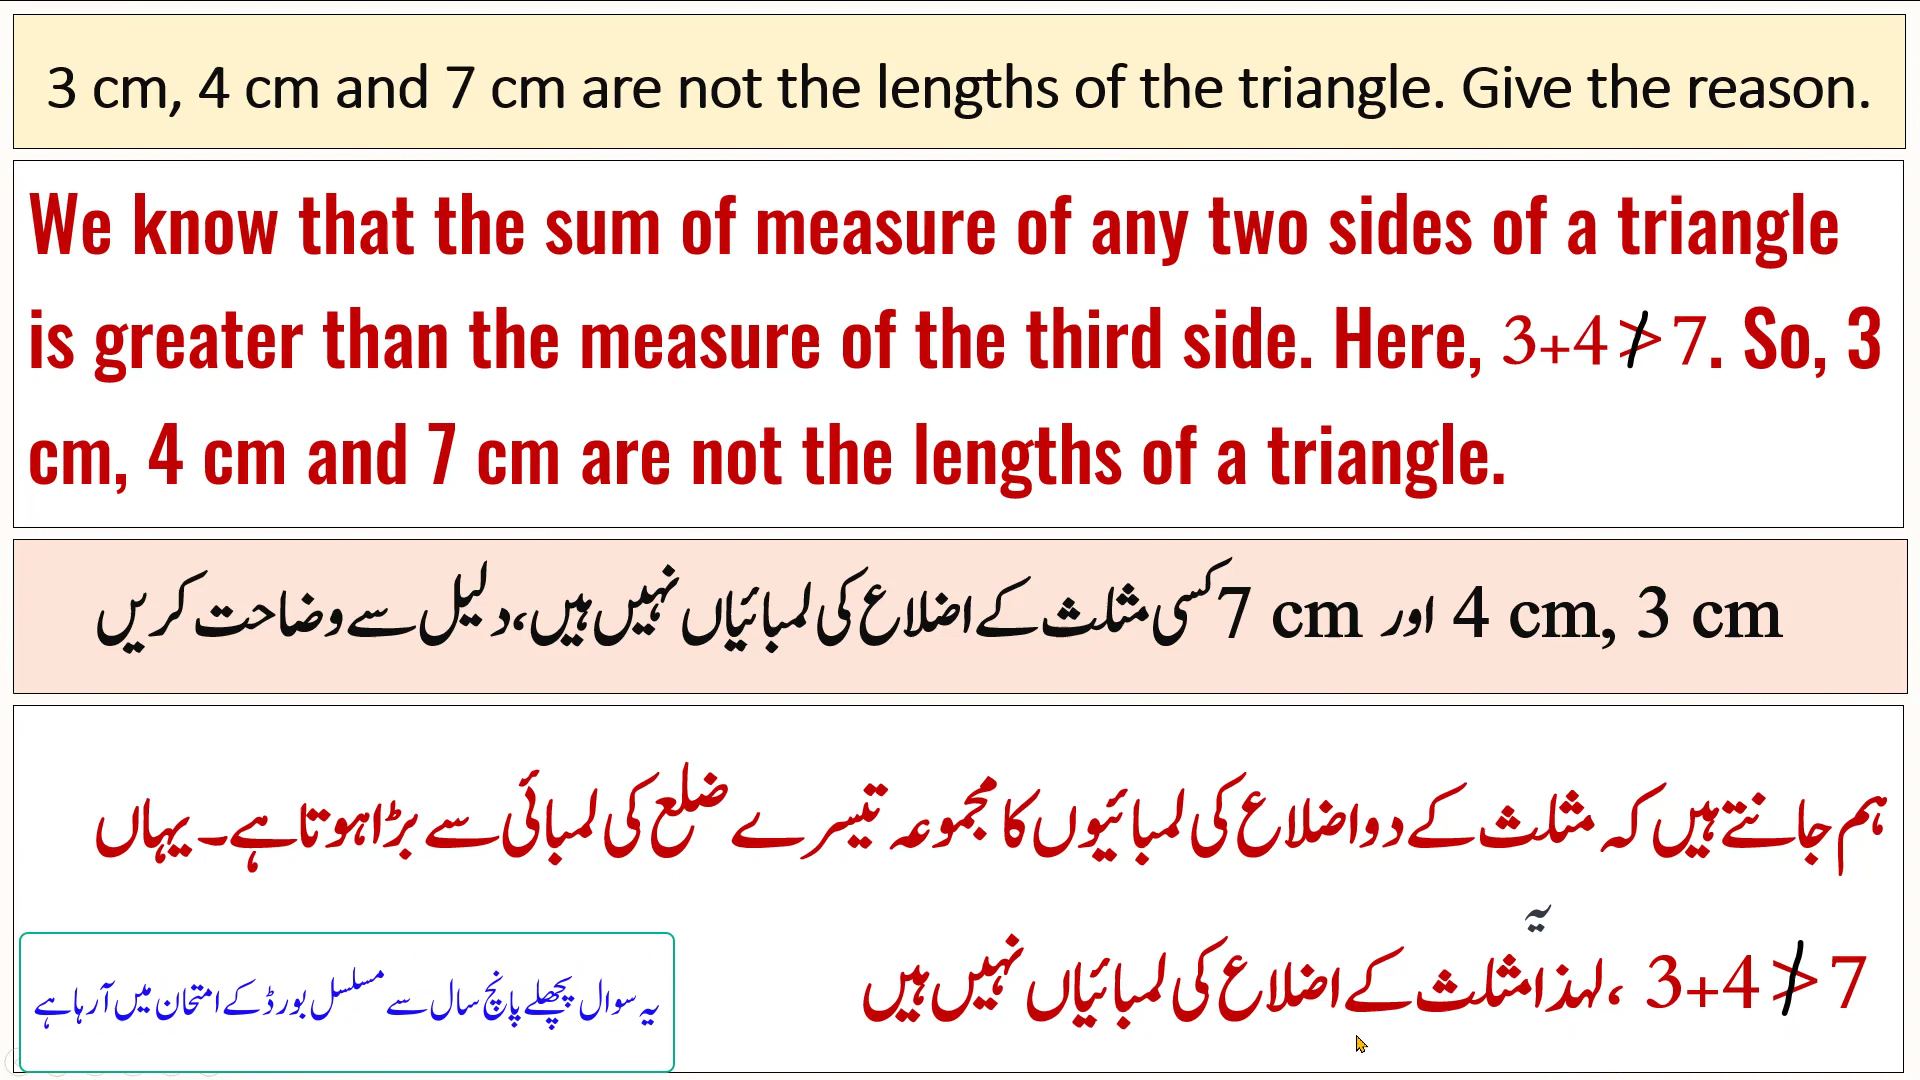 3 cm, 4 cm and 7 cm are not the lengths of the triangle. Give the reason.
We know that the sum of measure of any two sides of a triangle
is greater than the measure of the third side. Here, 3+4 ≯ 7. So, 3
cm, 4 cm and 7 cm are not the lengths of a triangle.
4 cm, 3 cm اور 7 cm کسی مثلث کے اضلاع کی لمبائیاں نہیں ہیں، دلیل سے وضاحت کریں
ہم جانتے ہیں کہ مثلث کے دو اضلاع کی لمبائیوں کا مجموعہ تیسرے ضلع کی لمبائی سے بڑا ہوتا ہے۔ یہاں
3+4 ≯ 7 ، لہذا یہ مثلث کے اضلاع کی لمبائیاں نہیں ہیں
یہ سوال پچھلے پانچ سال سے مسلسل بورڈ کے امتحان میں آ رہا ہے